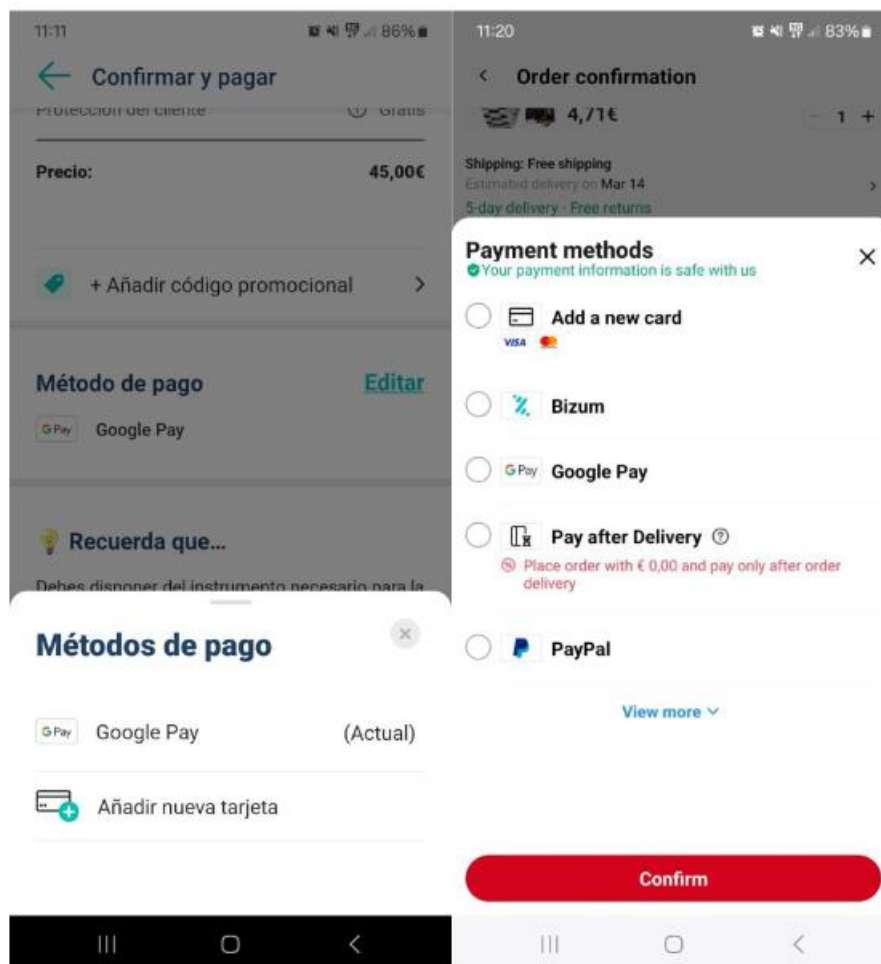 11:11
86%
Confirmar y pagar
Protección del cliente Gratis
Precio: 45,00€
+ Añadir código promocional
Método de pago Editar
G Pay Google Pay
Recuerda que...
Debes disponer del instrumento necesario para la
Métodos de pago
G Pay Google Pay (Actual)
Añadir nueva tarjeta
11:20
83%
Order confirmation
4,71€ 1 +
Shipping: Free shipping
Estimated delivery on Mar 14
5-day delivery · Free returns
Payment methods
Your payment information is safe with us
Add a new card
VISA
Bizum
G Pay Google Pay
Pay after Delivery
Place order with € 0,00 and pay only after order
delivery
PayPal
View more
Confirm